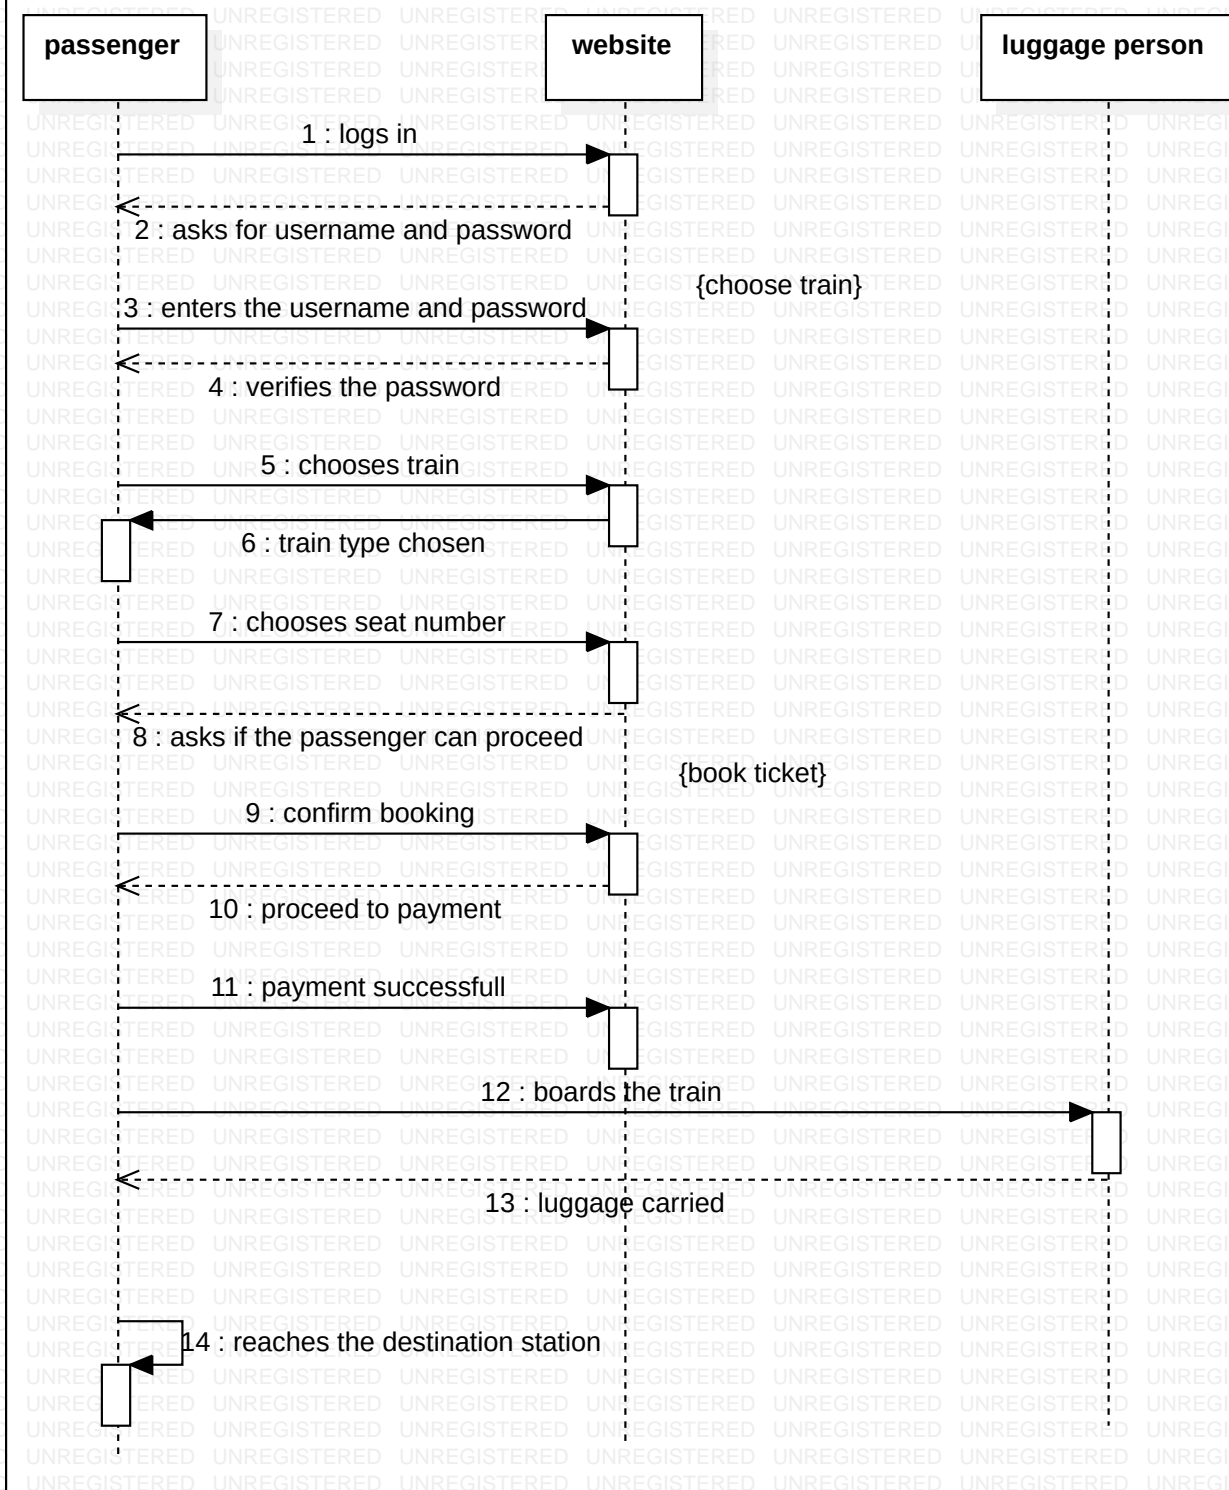 passenger
website
luggage person
1 : logs in
2 : asks for username and password
{choose train}
3 : enters the username and password
4 : verifies the password
5 : chooses train
6 : train type chosen
7 : chooses seat number
8 : asks if the passenger can proceed
{book ticket}
9 : confirm booking
10 : proceed to payment
11 : payment successfull
12 : boards the train
13 : luggage carried
14 : reaches the destination station
UNREGISTERED